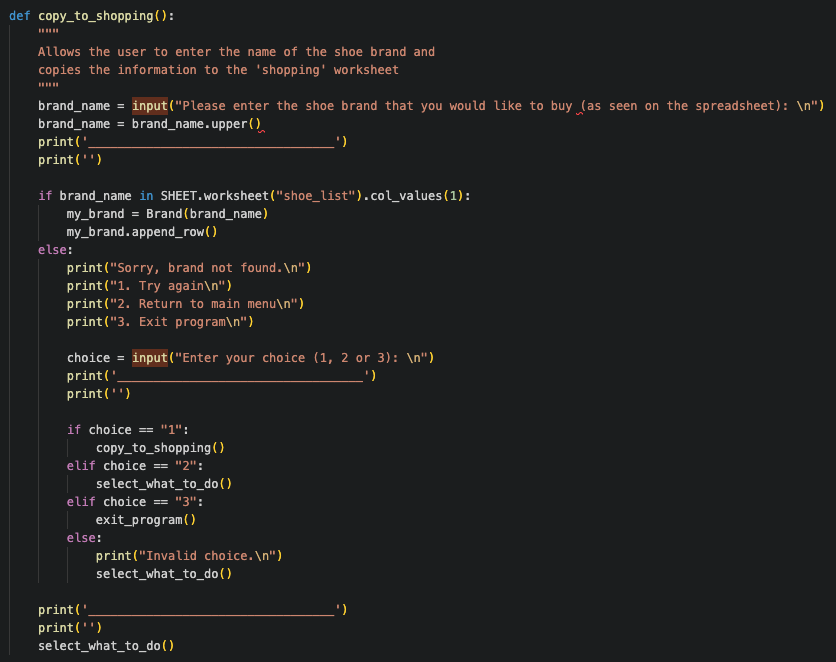 def copy_to_shopping():
    """
    Allows the user to enter the name of the shoe brand and
    copies the information to the 'shopping' worksheet
    """
    brand_name = input("Please enter the shoe brand that you would like to buy (as seen on the spreadsheet): \n")
    brand_name = brand_name.upper()
    print('__________________________________')
    print('')

    if brand_name in SHEET.worksheet("shoe_list").col_values(1):
        my_brand = Brand(brand_name)
        my_brand.append_row()
    else:
        print("Sorry, brand not found.\n")
        print("1. Try again\n")
        print("2. Return to main menu\n")
        print("3. Exit program\n")

        choice = input("Enter your choice (1, 2 or 3): \n")
        print('__________________________________')
        print('')

        if choice == "1":
            copy_to_shopping()
        elif choice == "2":
            select_what_to_do()
        elif choice == "3":
            exit_program()
        else:
            print("Invalid choice.\n")
            select_what_to_do()

    print('__________________________________')
    print('')
    select_what_to_do()